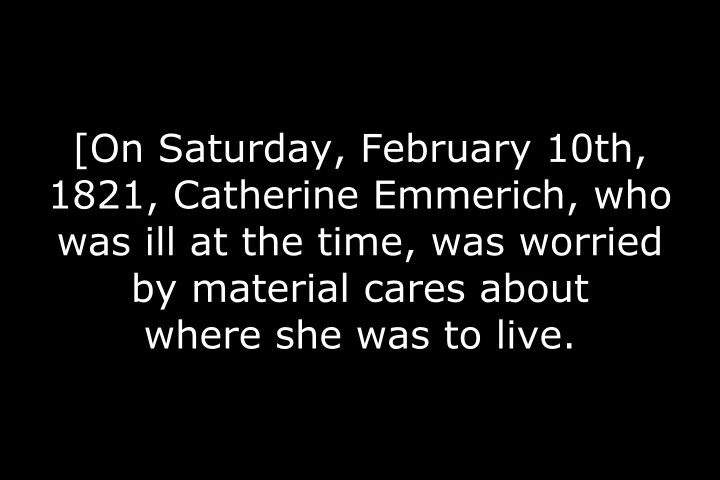 [On Saturday, February 10th,
1821, Catherine Emmerich, who
was ill at the time, was worried
by material cares about
where she was to live.